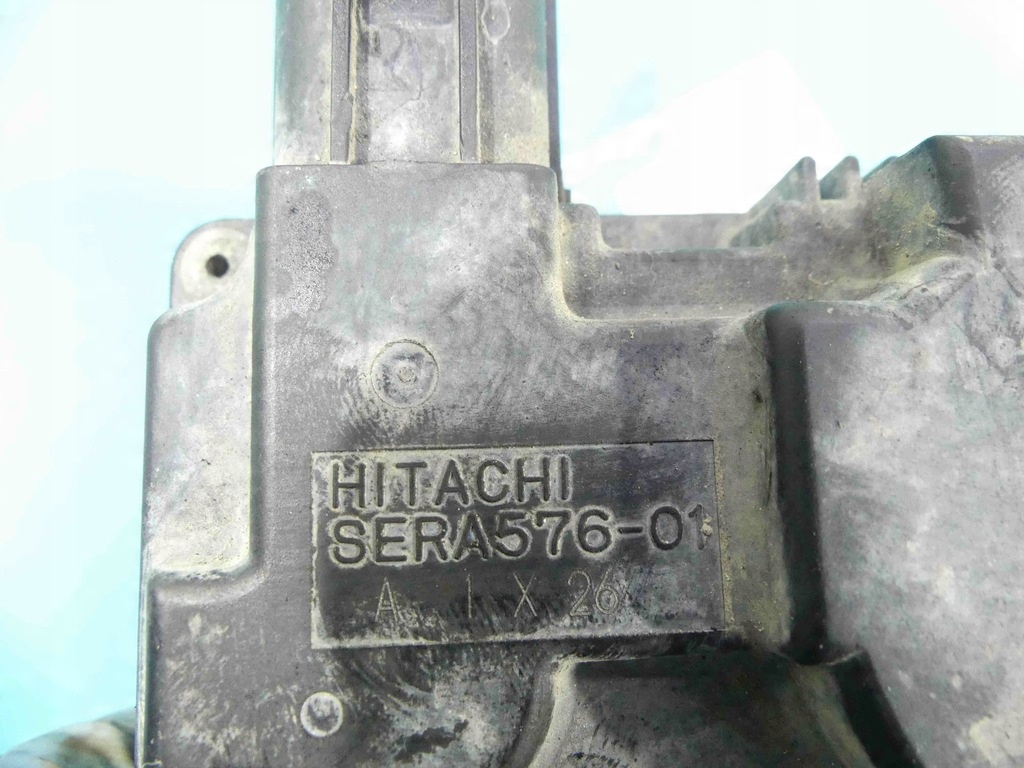 HITACHI
SERA576-01
A 1 X 26